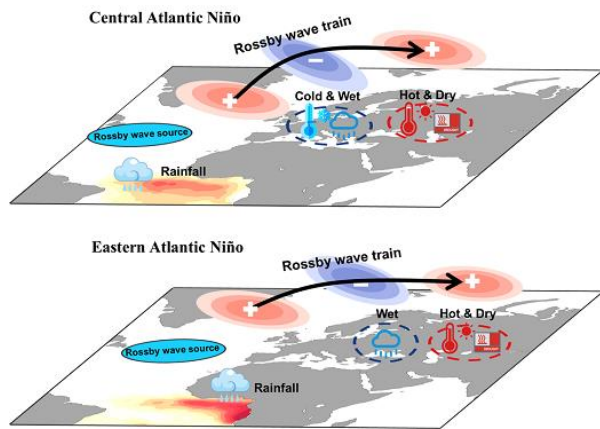 Central Atlantic Niño
Rossby wave train
Cold & Wet
Hot & Dry
Rossby wave source
Rainfall
Eastern Atlantic Niño
Rossby wave train
Wet
Hot & Dry
Rossby wave source
Rainfall